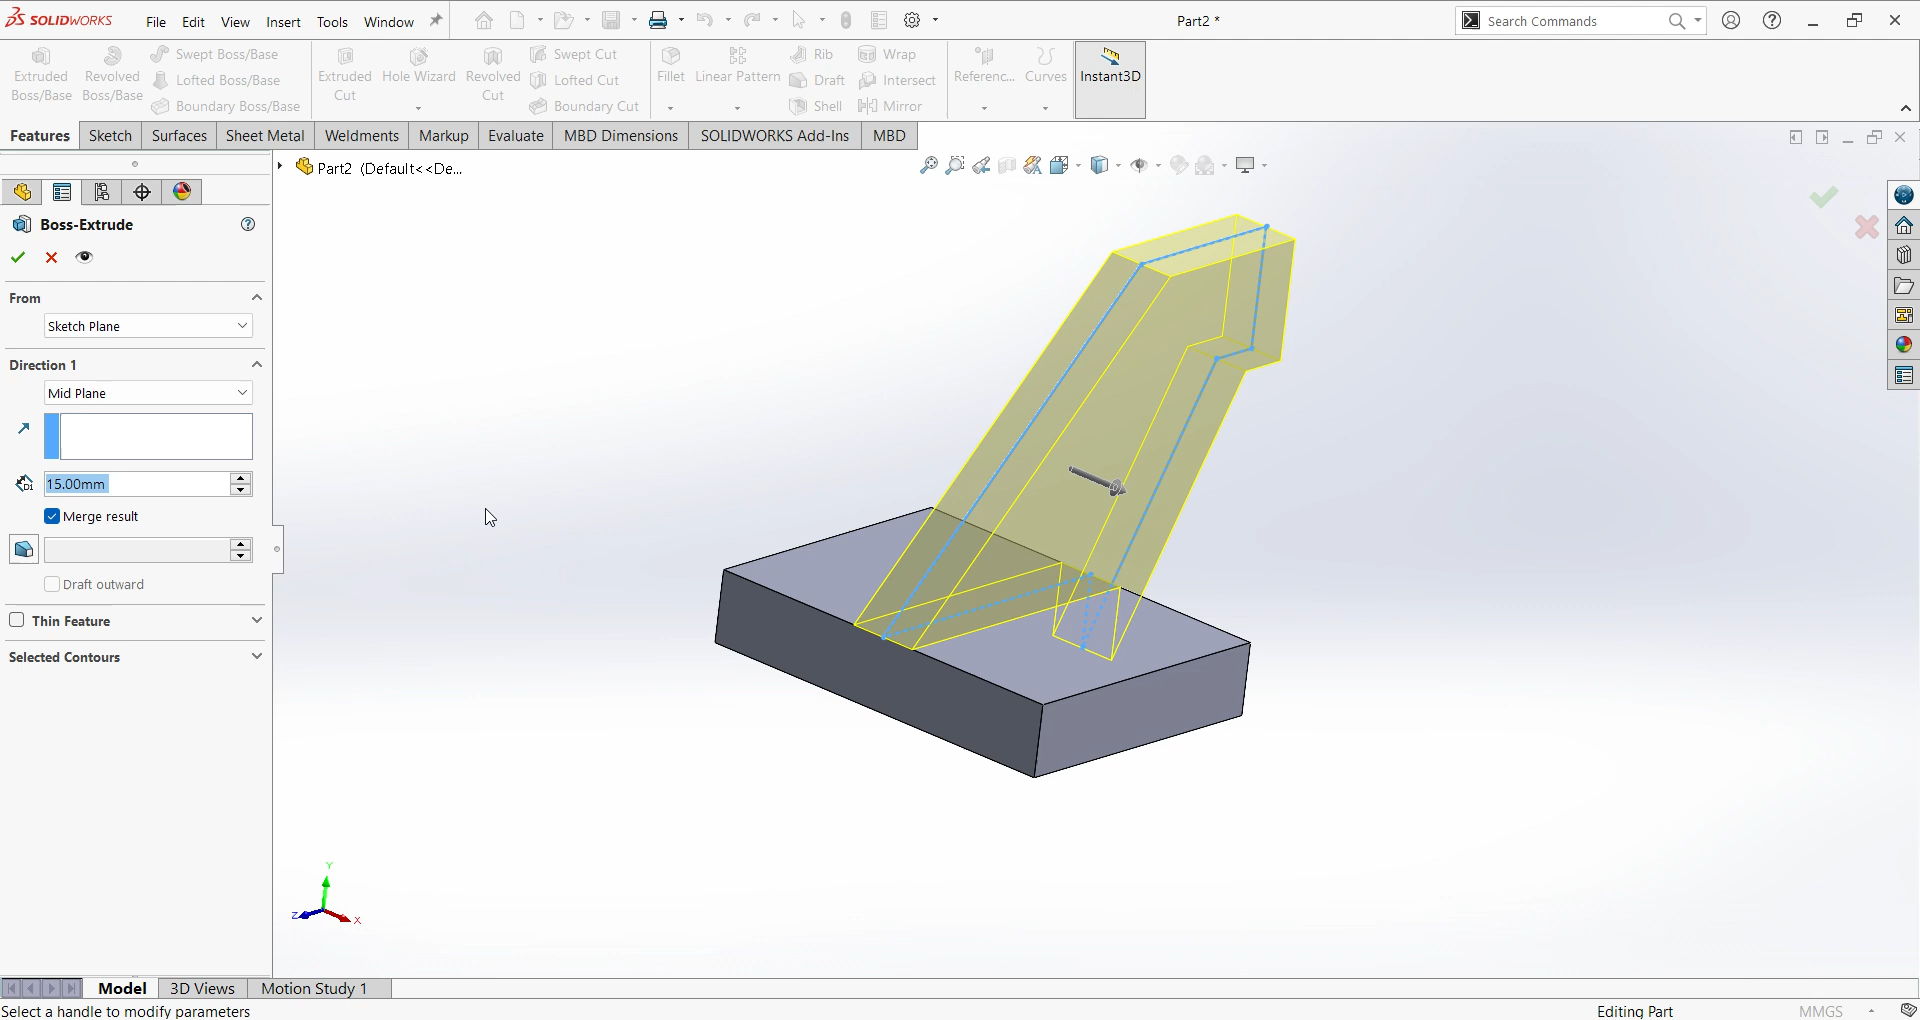 SOLIDWORKS File Edit View Insert Tools Window Part2 * Search Commands
Extruded Boss/Base
Revolved Boss/Base
Swept Boss/Base
Lofted Boss/Base
Boundary Boss/Base
Extruded Cut
Hole Wizard
Revolved Cut
Swept Cut
Lofted Cut
Boundary Cut
Fillet
Linear Pattern
Rib
Draft
Shell
Wrap
Intersect
Mirror
Referenc...
Curves
Instant3D
Features Sketch Surfaces Sheet Metal Weldments Markup Evaluate MBD Dimensions SOLIDWORKS Add-Ins MBD
Part2 (Default<<De...
Boss-Extrude
From
Sketch Plane
Direction 1
Mid Plane
D1
15.00mm
Merge result
Draft outward
Thin Feature
Selected Contours
Y
Z
X
Model 3D Views Motion Study 1
Select a handle to modify parameters Editing Part MMGS